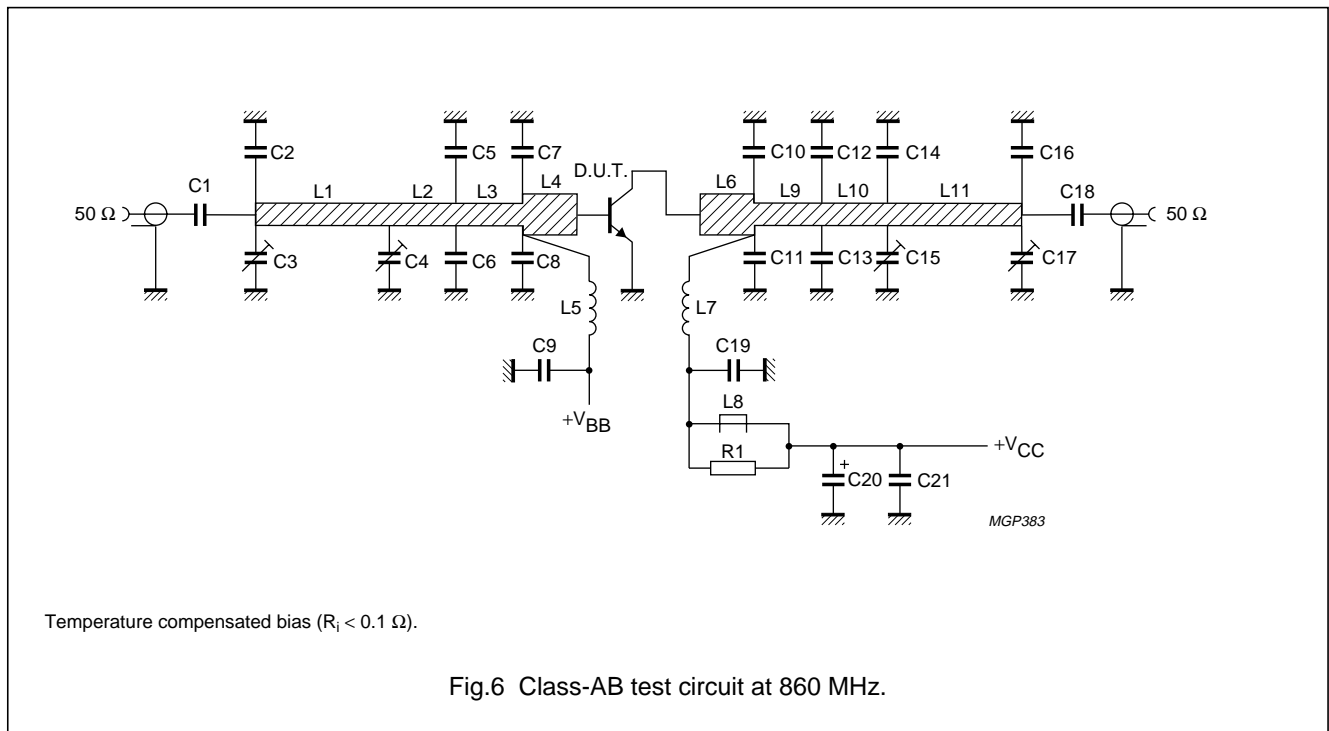 C2 C5 C7 C10 C12 C14 C16
D.U.T.
C1 L1 L2 L3 L4 L6 L9 L10 L11 C18
50 Ω 50 Ω
C3 C4 C6 C8 C11 C13 C15 C17
L5 L7
C9 C19
+VBB
L8
R1
+VCC
+
C20 C21
MGP383
Temperature compensated bias (Ri < 0.1 Ω).
Fig.6 Class-AB test circuit at 860 MHz.